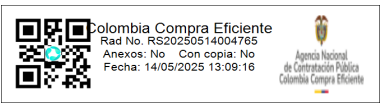 Colombia Compra Eficiente
Rad No. RS20250514004765
Anexos: No Con copia: No
Fecha: 14/05/2025 13:09:16
Agencia Nacional
de Contratación Pública
Colombia Compra Eficiente